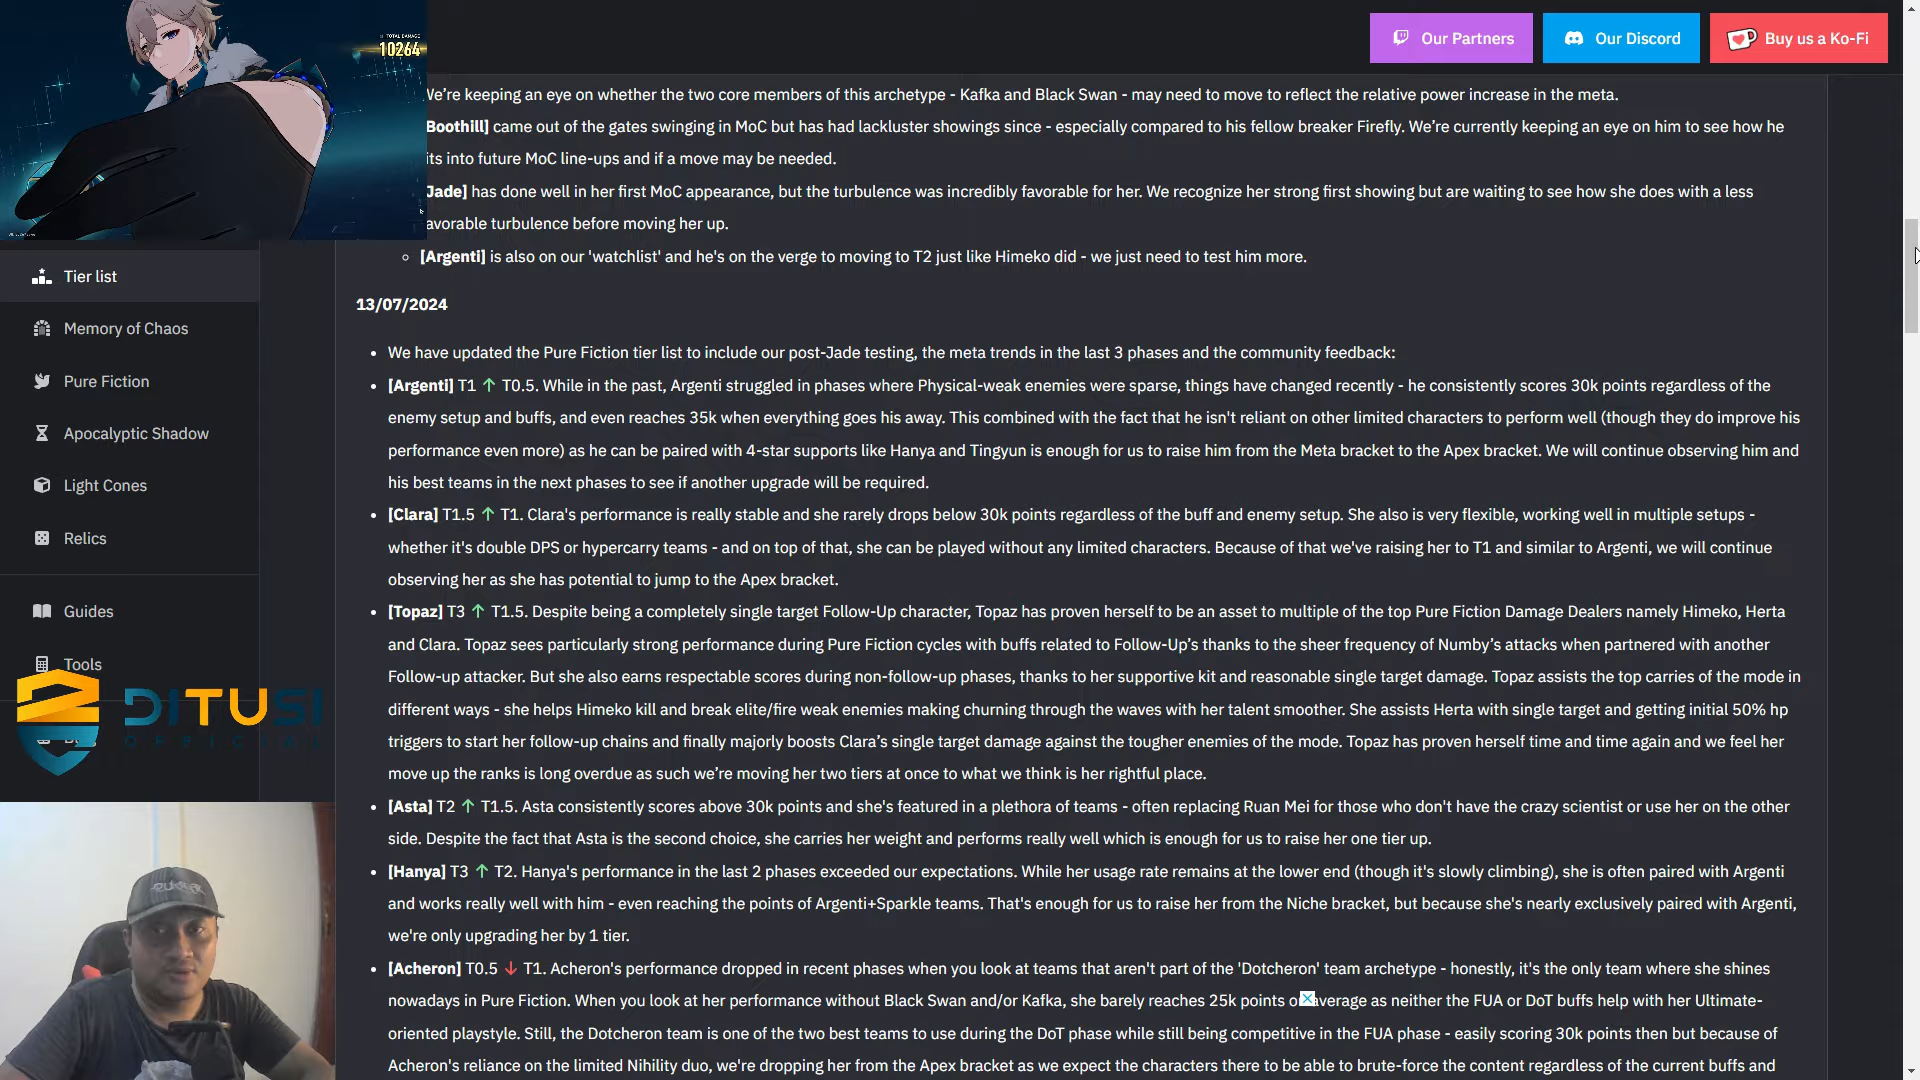 TOTAL DAMAGE
10264
Our Partners
Our Discord
Buy us a Ko-Fi
We're keeping an eye on whether the two core members of this archetype - Kafka and Black Swan - may need to move to reflect the relative power increase in the meta.
Boothill] came out of the gates swinging in MoC but has had lackluster showings since - especially compared to his fellow breaker Firefly. We're currently keeping an eye on him to see how he
its into future MoC line-ups and if a move may be needed.
Jade] has done well in her first MoC appearance, but the turbulence was incredibly favorable for her. We recognize her strong first showing but are waiting to see how she does with a less
avorable turbulence before moving her up.
[Argenti] is also on our 'watchlist' and he's on the verge to moving to T2 just like Himeko did - we just need to test him more.
Tier list
Memory of Chaos
Pure Fiction
Apocalyptic Shadow
Light Cones
Relics
Guides
Tools
DITUSI
OFFICIAL
13/07/2024
We have updated the Pure Fiction tier list to include our post-Jade testing, the meta trends in the last 3 phases and the community feedback:
[Argenti] T1 ↑ T0.5. While in the past, Argenti struggled in phases where Physical-weak enemies were sparse, things have changed recently - he consistently scores 30k points regardless of the
enemy setup and buffs, and even reaches 35k when everything goes his away. This combined with the fact that he isn't reliant on other limited characters to perform well (though they do improve his
performance even more) as he can be paired with 4-star supports like Hanya and Tingyun is enough for us to raise him from the Meta bracket to the Apex bracket. We will continue observing him and
his best teams in the next phases to see if another upgrade will be required.
[Clara] T1.5 ↑ T1. Clara's performance is really stable and she rarely drops below 30k points regardless of the buff and enemy setup. She also is very flexible, working well in multiple setups -
whether it's double DPS or hypercarry teams - and on top of that, she can be played without any limited characters. Because of that we've raising her to T1 and similar to Argenti, we will continue
observing her as she has potential to jump to the Apex bracket.
[Topaz] T3 ↑ T1.5. Despite being a completely single target Follow-Up character, Topaz has proven herself to be an asset to multiple of the top Pure Fiction Damage Dealers namely Himeko, Herta
and Clara. Topaz sees particularly strong performance during Pure Fiction cycles with buffs related to Follow-Up's thanks to the sheer frequency of Numby's attacks when partnered with another
Follow-up attacker. But she also earns respectable scores during non-follow-up phases, thanks to her supportive kit and reasonable single target damage. Topaz assists the top carries of the mode in
different ways - she helps Himeko kill and break elite/fire weak enemies making churning through the waves with her talent smoother. She assists Herta with single target and getting initial 50% hp
triggers to start her follow-up chains and finally majorly boosts Clara's single target damage against the tougher enemies of the mode. Topaz has proven herself time and time again and we feel her
move up the ranks is long overdue as such we're moving her two tiers at once to what we think is her rightful place.
[Asta] T2 ↑ T1.5. Asta consistently scores above 30k points and she's featured in a plethora of teams - often replacing Ruan Mei for those who don't have the crazy scientist or use her on the other
side. Despite the fact that Asta is the second choice, she carries her weight and performs really well which is enough for us to raise her one tier up.
[Hanya] T3 ↑ T2. Hanya's performance in the last 2 phases exceeded our expectations. While her usage rate remains at the lower end (though it's slowly climbing), she is often paired with Argenti
and works really well with him - even reaching the points of Argenti+Sparkle teams. That's enough for us to raise her from the Niche bracket, but because she's nearly exclusively paired with Argenti,
we're only upgrading her by 1 tier.
[Acheron] T0.5 ↓ T1. Acheron's performance dropped in recent phases when you look at teams that aren't part of the 'Dotcheron' team archetype - honestly, it's the only team where she shines
nowadays in Pure Fiction. When you look at her performance without Black Swan and/or Kafka, she barely reaches 25k points o average as neither the FUA or DoT buffs help with her Ultimate-
oriented playstyle. Still, the Dotcheron team is one of the two best teams to use during the DoT phase while still being competitive in the FUA phase - easily scoring 30k points then but because of
Acheron's reliance on the limited Nihility duo, we're dropping her from the Apex bracket as we expect the characters there to be able to brute-force the content regardless of the current buffs and